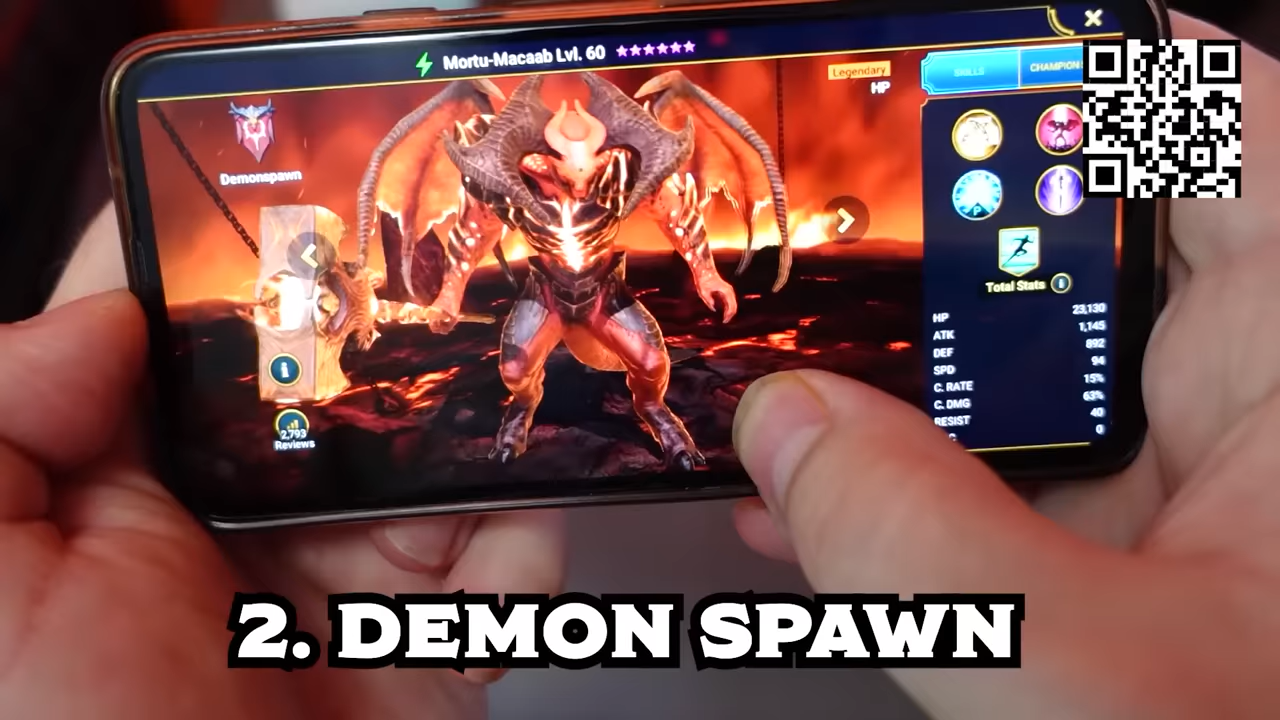 Mortu-Macaab Lvl. 60
Legendary
HP
SKILLS
CHAMPION
Demonspawn
P
Total Stats
HP 23,130
ATK 1,145
DEF 892
SPD 94
C. RATE 15%
C. DMG 63%
RESIST 40
0
2,793
Reviews
2. DEMON SPAWN